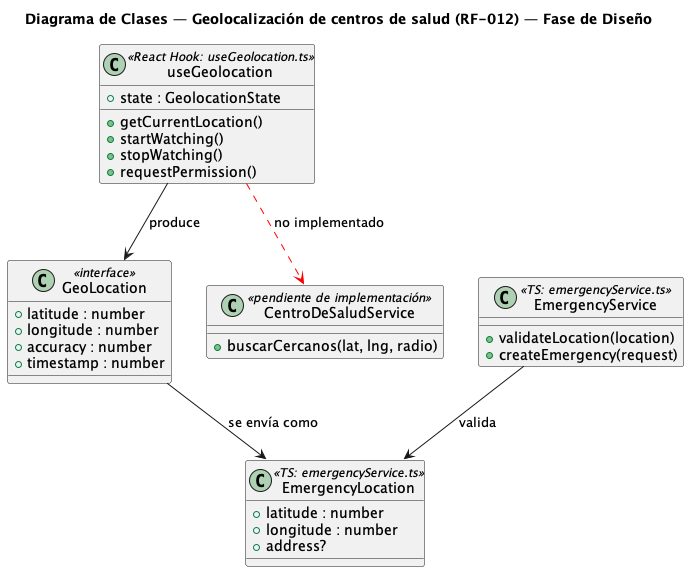 Diagrama de Clases — Geolocalización de centros de salud (RF-012) — Fase de Diseño
C
«React Hook: useGeolocation.ts»
useGeolocation
state : GeolocationState
getCurrentLocation()
startWatching()
stopWatching()
requestPermission()
produce
no implementado
C
«interface»
GeoLocation
latitude : number
longitude : number
accuracy : number
timestamp : number
C
«pendiente de implementación»
CentroDeSaludService
buscarCercanos(lat, lng, radio)
C
«TS: emergencyService.ts»
EmergencyService
validateLocation(location)
createEmergency(request)
se envía como
valida
C
«TS: emergencyService.ts»
EmergencyLocation
latitude : number
longitude : number
address?